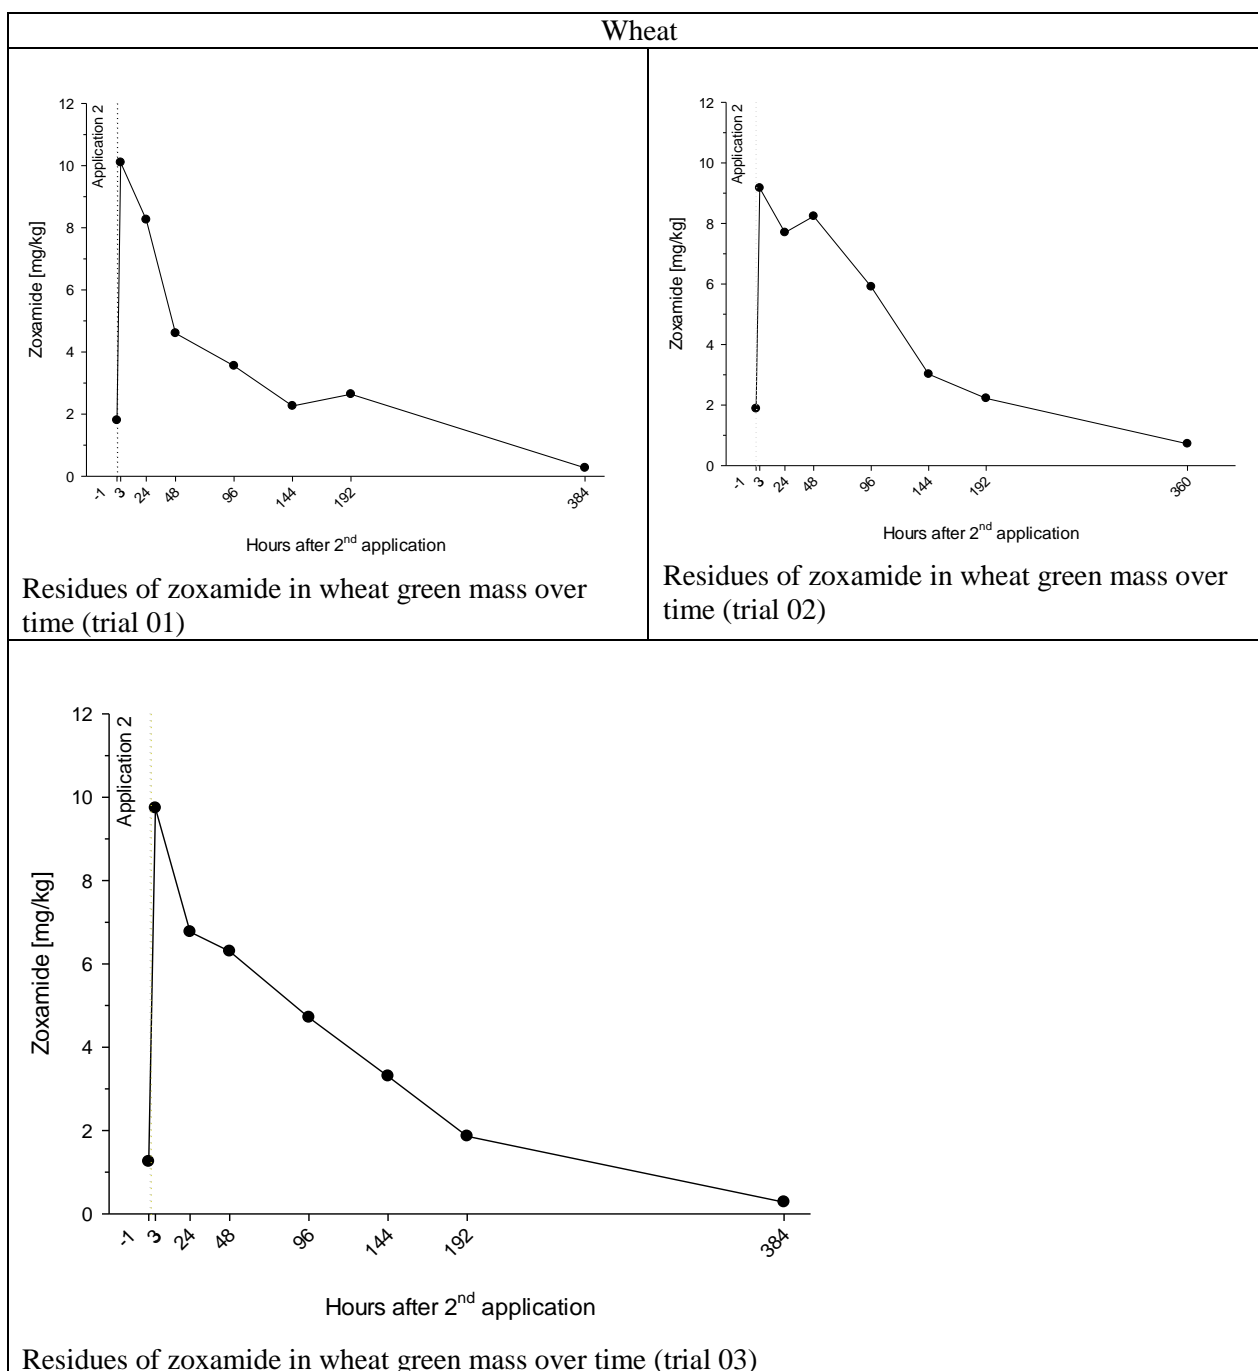 Wheat
12
10
8
6
4
2
0
Application 2
Zoxamide [mg/kg]
-1 3 24 48 96 144 192 384
Hours after 2nd application
Residues of zoxamide in wheat green mass over
time (trial 01)
12
10
8
6
4
2
0
Application 2
Zoxamide [mg/kg]
-1 3 24 48 96 144 192 360
Hours after 2nd application
Residues of zoxamide in wheat green mass over
time (trial 02)
12
10
8
6
4
2
0
Application 2
Zoxamide [mg/kg]
-1 3 24 48 96 144 192 384
Hours after 2nd application
Residues of zoxamide in wheat green mass over time (trial 03)